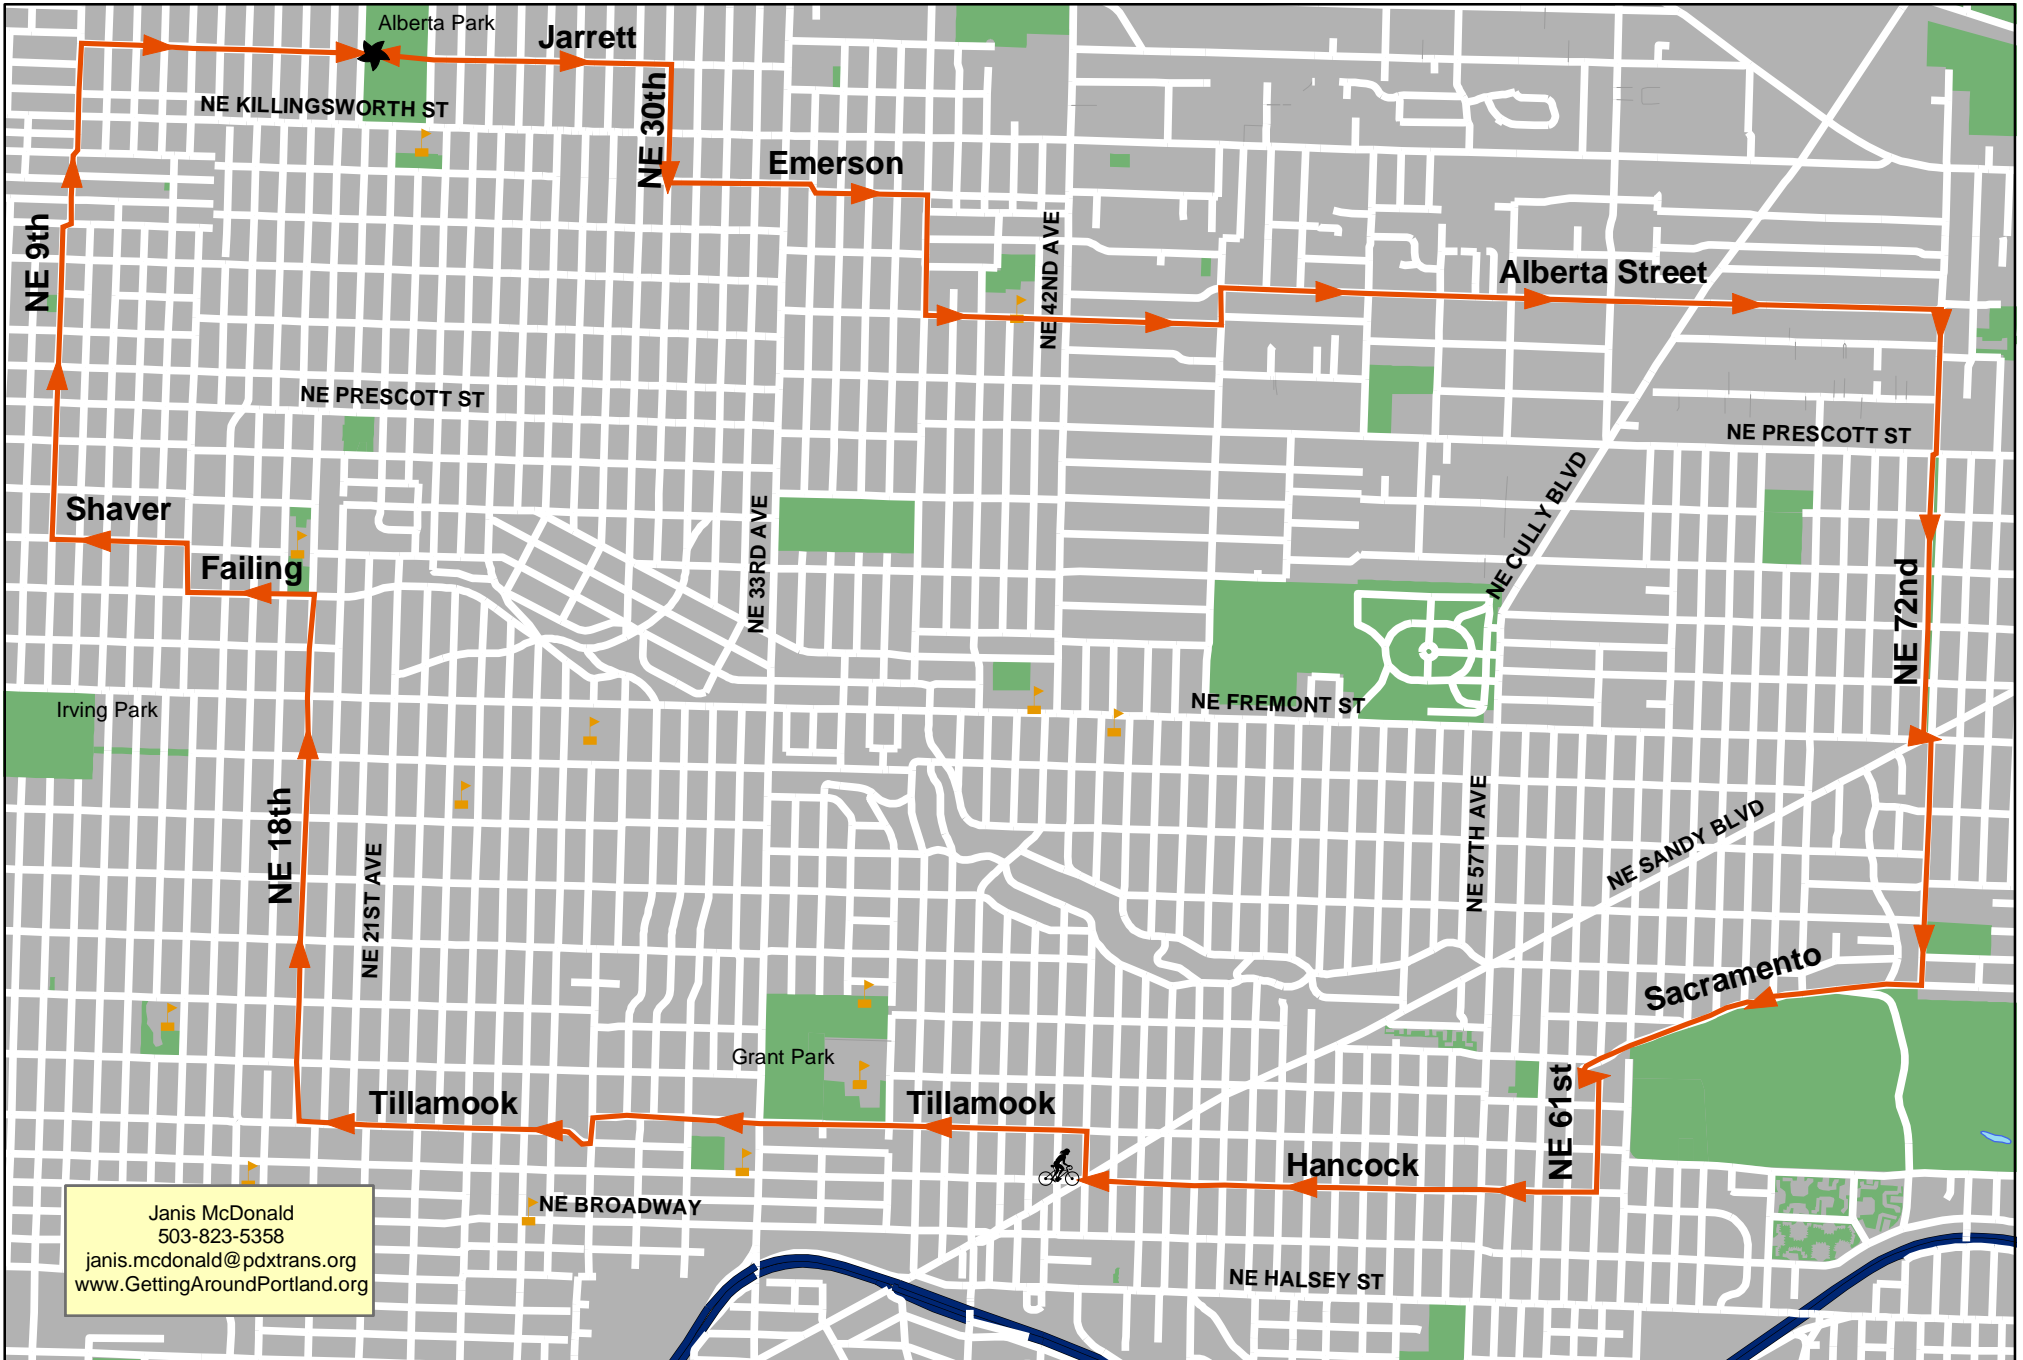 Alberta Park
Jarrett
NE KILLINGSWORTH ST
NE 30th
Emerson
NE 9th
NE 42ND AVE
Alberta Street
NE PRESCOTT ST
NE PRESCOTT ST
Shaver
Failing
NE 33RD AVE
NE CULLY BLVD
NE 72nd
Irving Park
NE FREMONT ST
NE 18th
NE 21ST AVE
NE 57TH AVE
NE SANDY BLVD
Sacramento
Grant Park
Tillamook
Tillamook
NE 61st
Hancock
NE BROADWAY
NE HALSEY ST
Janis McDonald
503-823-5358
janis.mcdonald@pdxtrans.org
www.GettingAroundPortland.org